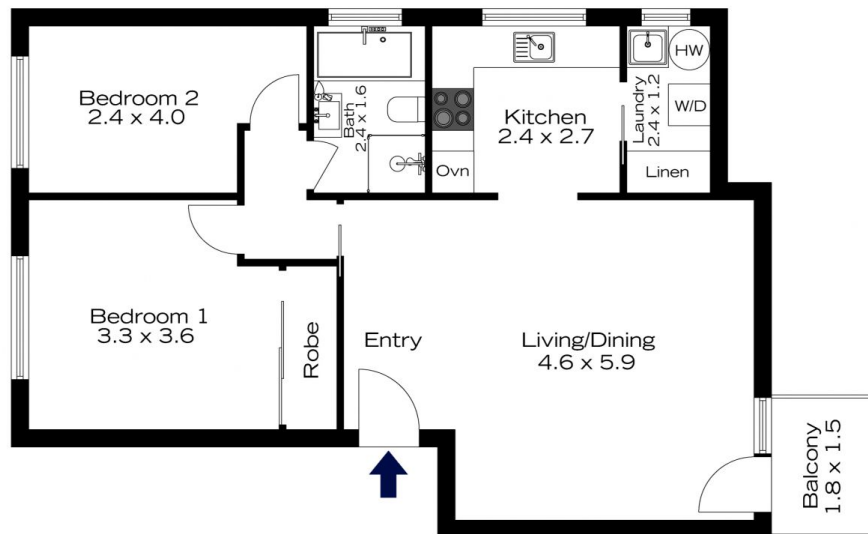 Bedroom 2
2.4 x 4.0
Bath
2.4 x 1.6
Kitchen
2.4 x 2.7
Ovn
Laundry
2.4 x 1.2
HW
W/D
Linen
Bedroom 1
3.3 x 3.6
Robe
Entry
Living/Dining
4.6 x 5.9
Balcony
1.8 x 1.5